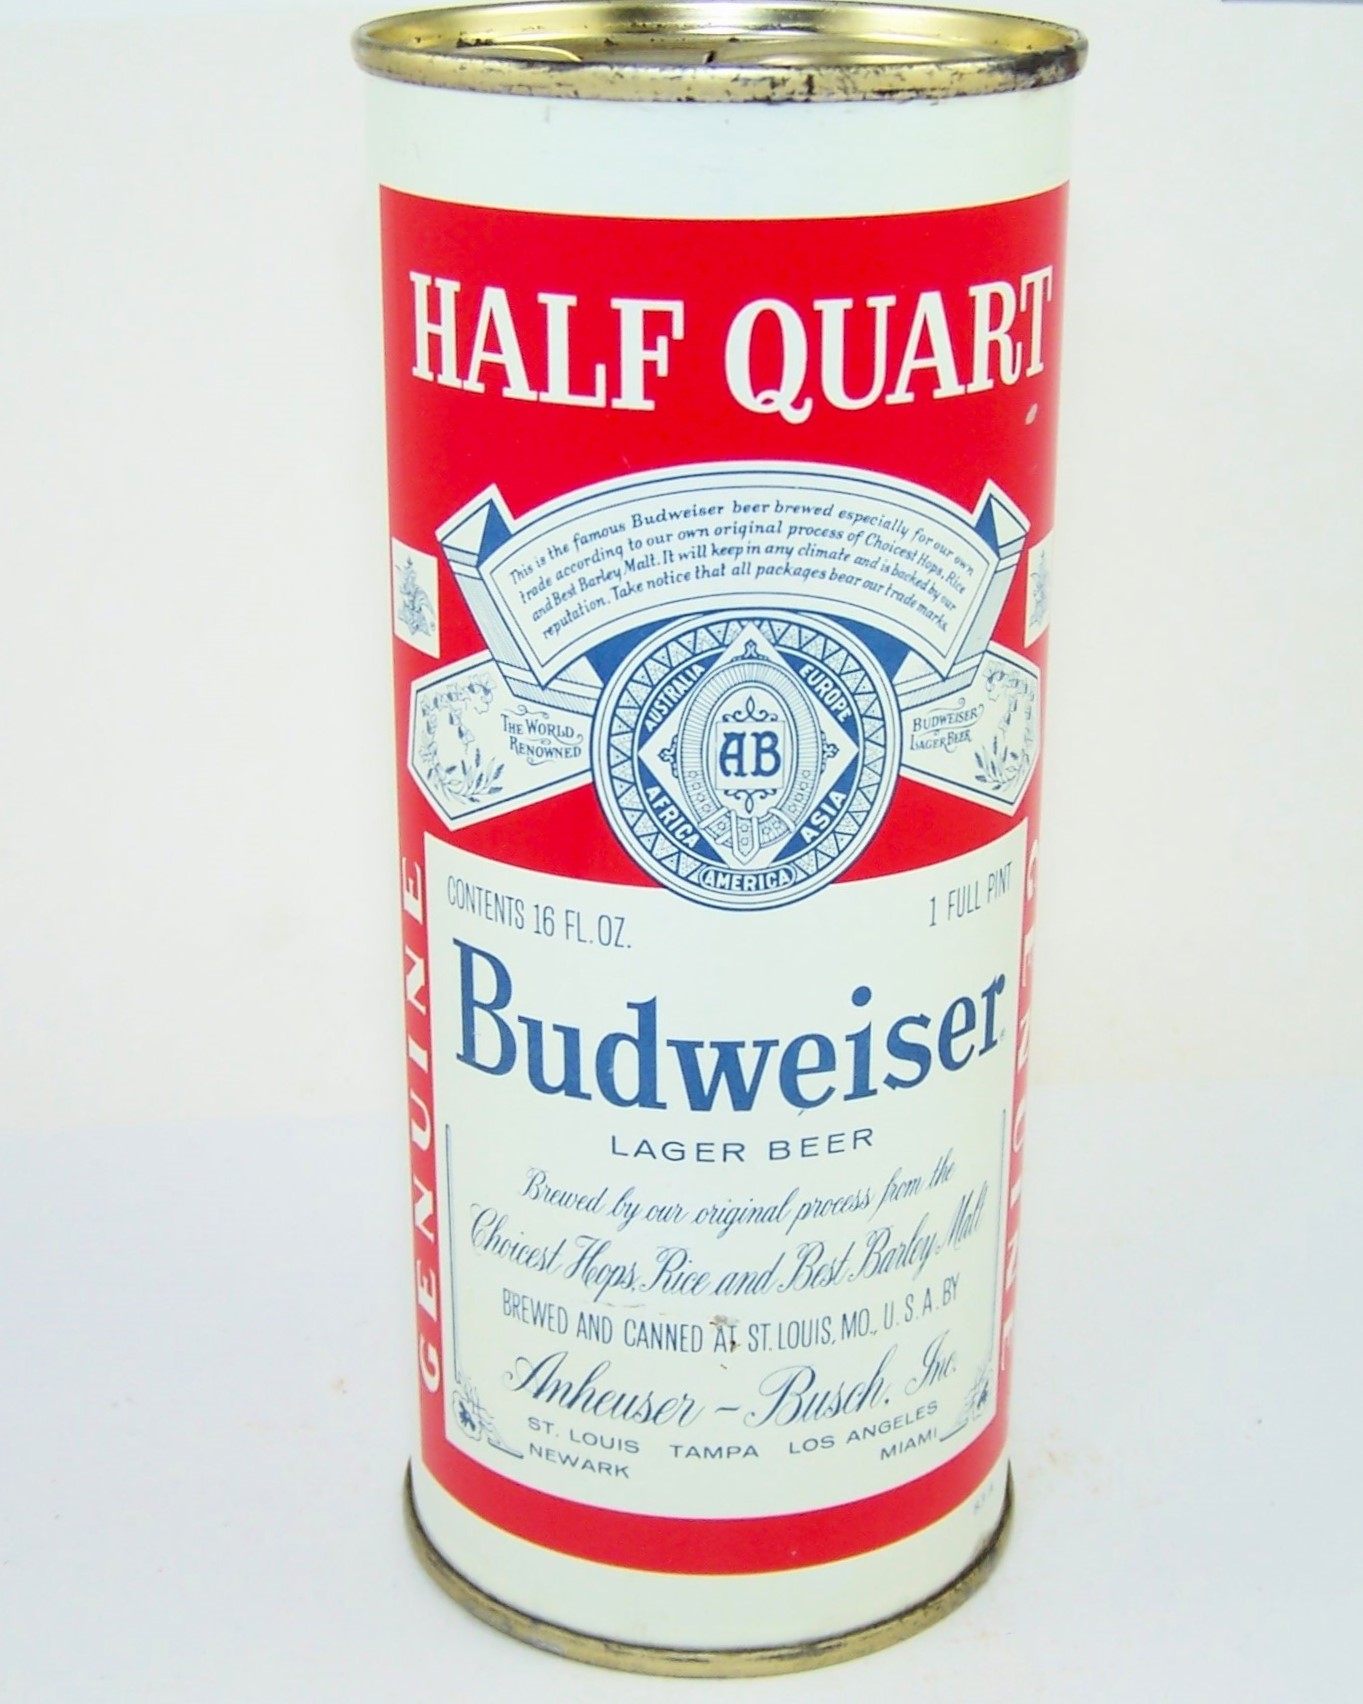 HALF QUART
This is the famous Budweiser beer brewed especially for our own
trade according to our own original process of Choicest Hops, Rice
and Best Barley Malt. It will keep in any climate and is backed by our
reputation. Take notice that all packages bear our trade marks.
THE WORLD
RENOWNED
AUSTRALIA
EUROPE
AB
AFRICA
ASIA
AMERICA
BUDWEISER
LAGER BEER
GENUINE
CONTENTS 16 FL. OZ.
1 FULL PINT
Budweiser
LAGER BEER
Brewed by our original process from the
Choicest Hops, Rice and Best Barley Malt
BREWED AND CANNED AT ST. LOUIS, MO., U. S. A. BY
Anheuser - Busch, Inc.
ST. LOUIS TAMPA LOS ANGELES
NEWARK MIAMI